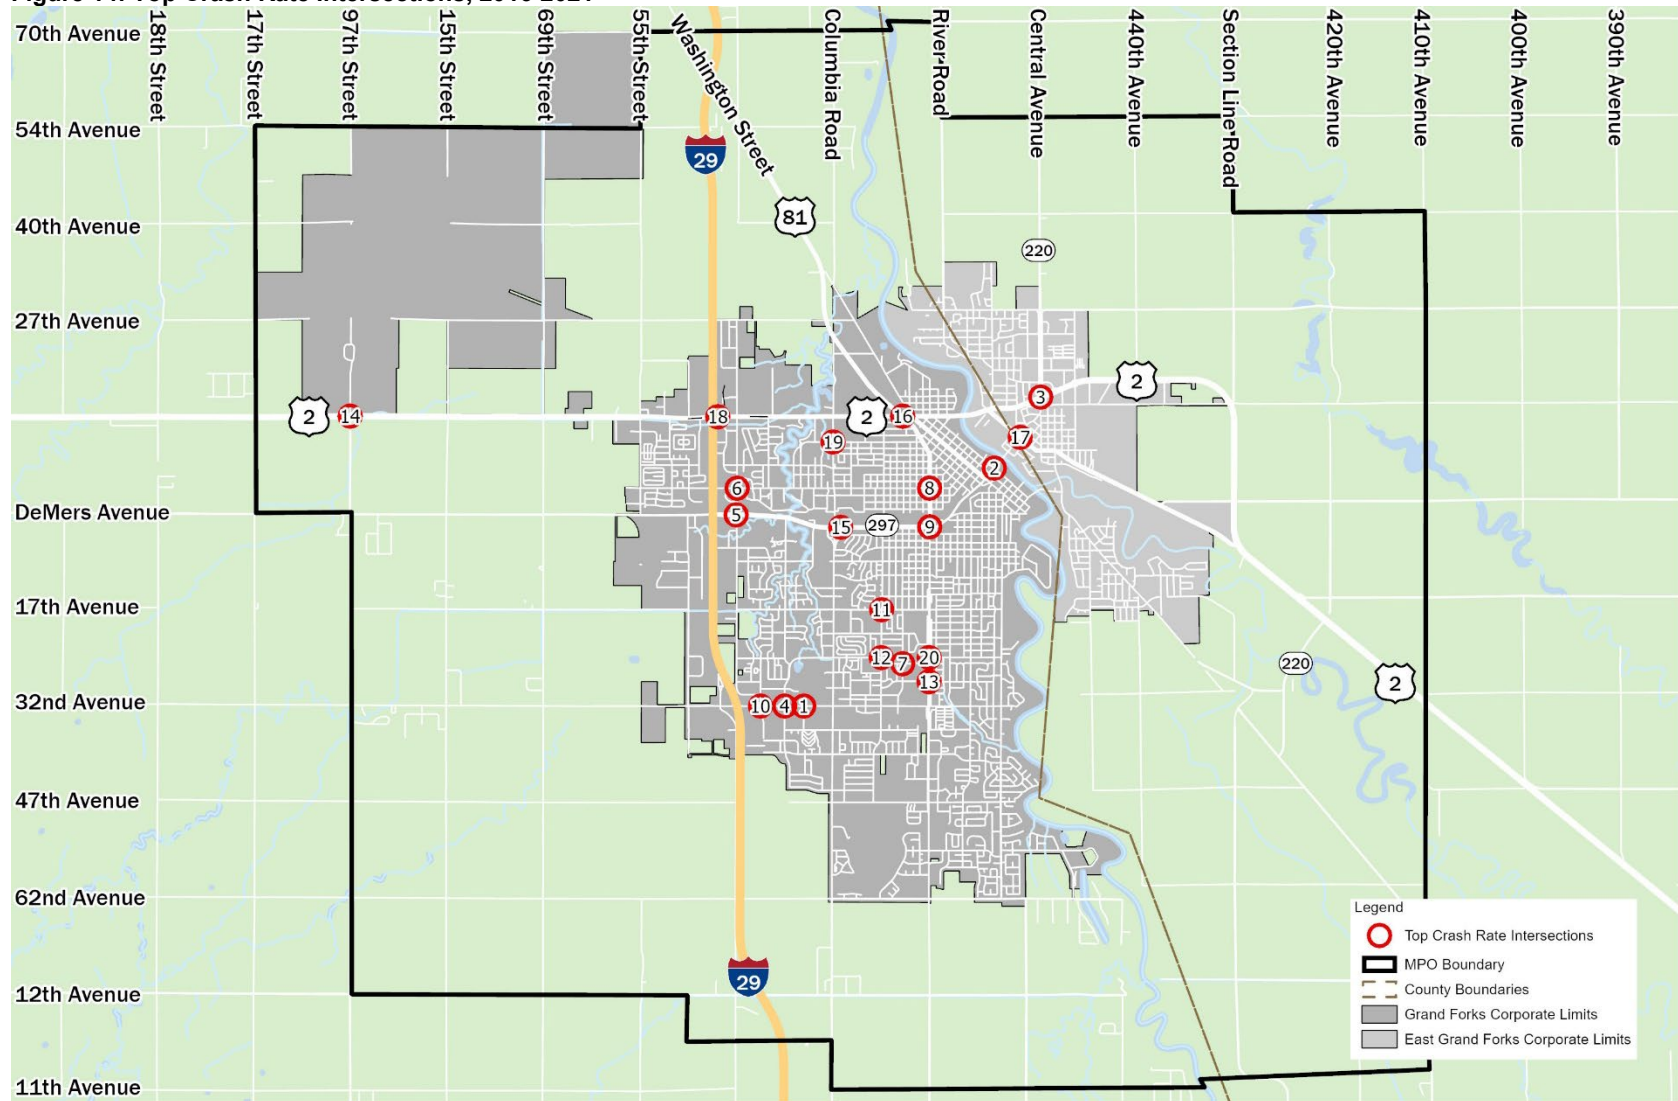 70th Avenue
54th Avenue
40th Avenue
27th Avenue
DeMers Avenue
17th Avenue
32nd Avenue
47th Avenue
62nd Avenue
12th Avenue
11th Avenue
18th Street
17th Street
97th Street
15th Street
69th Street
55th Street
Washington Street
Columbia Road
River Road
Central Avenue
440th Avenue
Section Line Road
420th Avenue
410th Avenue
400th Avenue
390th Avenue
29
81
220
2
3
2
14
18
2
16
19
17
2
6
8
5
15
297
9
11
12
7
20
13
220
2
10
4
1
29
Legend
Top Crash Rate Intersections
MPO Boundary
County Boundaries
Grand Forks Corporate Limits
East Grand Forks Corporate Limits